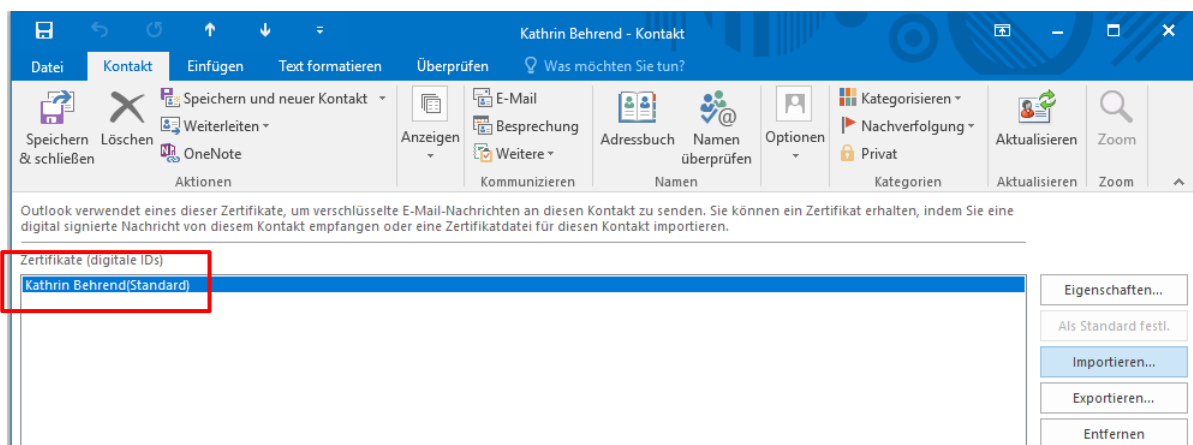 Kathrin Behrend - Kontakt
Datei Kontakt Einfügen Text formatieren Überprüfen Was möchten Sie tun?
Speichern & schließen
Löschen
Speichern und neuer Kontakt
Weiterleiten
OneNote
Aktionen
Anzeigen
E-Mail
Besprechung
Weitere
Kommunizieren
Adressbuch
Namen überprüfen
Namen
Optionen
Kategorisieren
Nachverfolgung
Privat
Kategorien
Aktualisieren
Aktualisieren
Zoom
Zoom
Outlook verwendet eines dieser Zertifikate, um verschlüsselte E-Mail-Nachrichten an diesen Kontakt zu senden. Sie können ein Zertifikat erhalten, indem Sie eine
digital signierte Nachricht von diesem Kontakt empfangen oder eine Zertifikatdatei für diesen Kontakt importieren.
Zertifikate (digitale IDs)
Kathrin Behrend(Standard)
Eigenschaften...
Als Standard festl.
Importieren...
Exportieren...
Entfernen